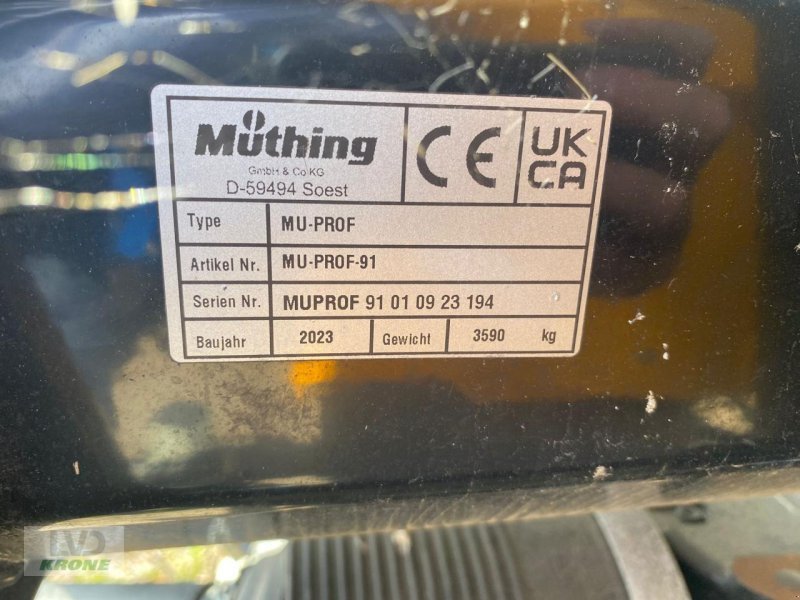 Müthing
GmbH & Co KG
D-59494 Soest
CE
UK
CA
Type MU-PROF
Artikel Nr. MU-PROF-91
Serien Nr. MUPROF 91 01 09 23 194
Baujahr 2023 Gewicht 3590 kg
LVD
KRONE